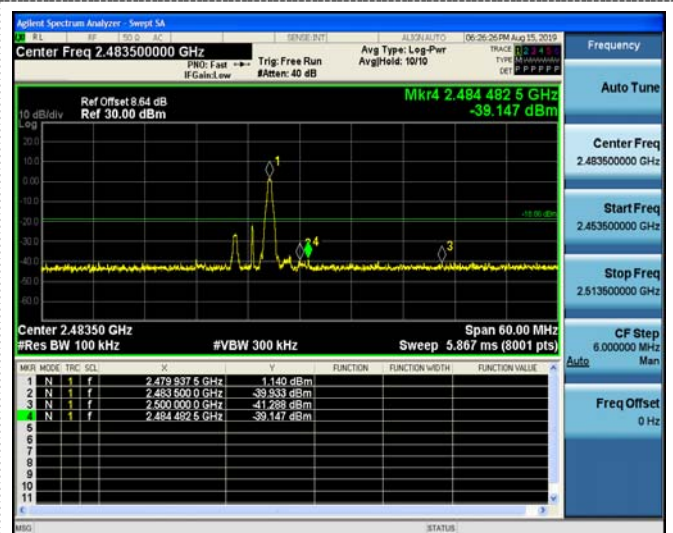 Agilent Spectrum Analyzer - Swept SA
RL RF 50 Ω AC SENSE:INT ALIGN AUTO 06:26:26 PM Aug 15, 2019
Center Freq 2.483500000 GHz
PNO: Fast
IFGain:Low
Trig: Free Run
#Atten: 40 dB
Avg Type: Log-Pwr
Avg|Hold: 10/10
TRACE 1 2 3 4 5 6
TYPE
DET P P P P P P
Ref Offset 8.64 dB
10 dB/div Ref 30.00 dBm
Log
Mkr4 2.484 482 5 GHz
-39.147 dBm
20.0
10.0
0.00
-10.0
-20.0
-30.0
-40.0
-50.0
-60.0
1
4
3
Center 2.48350 GHz Span 60.00 MHz
#Res BW 100 kHz #VBW 300 kHz Sweep 5.867 ms (8001 pts)
MKR MODE TRC SCL X Y FUNCTION FUNCTION WIDTH FUNCTION VALUE
1 N 1 f 2.479 937 5 GHz 1.140 dBm
2 N 1 f 2.483 500 0 GHz -39.933 dBm
3 N 1 f 2.500 000 0 GHz -41.288 dBm
4 N 1 f 2.484 482 5 GHz -39.147 dBm
5
6
7
8
9
10
11
MSG STATUS
Frequency
Auto Tune
Center Freq
2.483500000 GHz
Start Freq
2.453500000 GHz
Stop Freq
2.513500000 GHz
CF Step
6.000000 MHz
Auto Man
Freq Offset
0 Hz